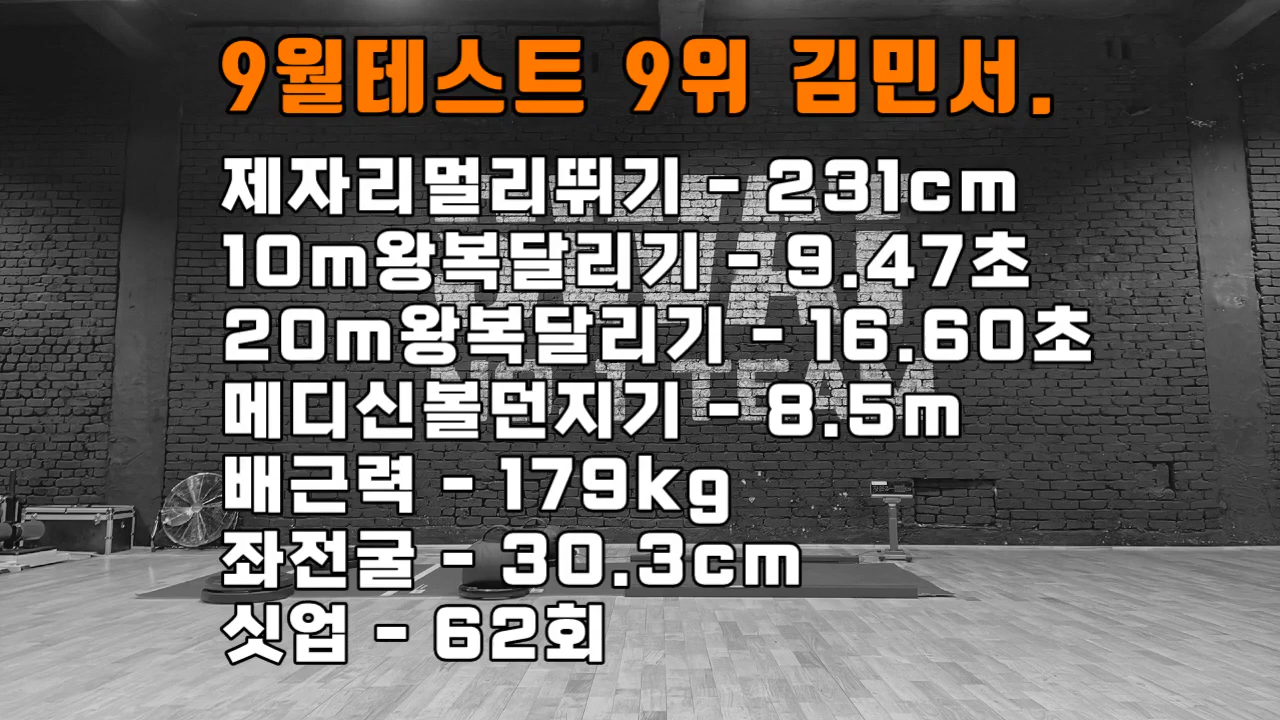 9월테스트 9위 김민서.
제자리멀리뛰기 - 231cm
10m왕복달리기 - 9.47초
20m왕복달리기 - 16.60초
메디신볼던지기 - 8.5m
배근력 - 179kg
좌전굴 - 30.3cm
싯업 - 62회
NO.1 TEAM